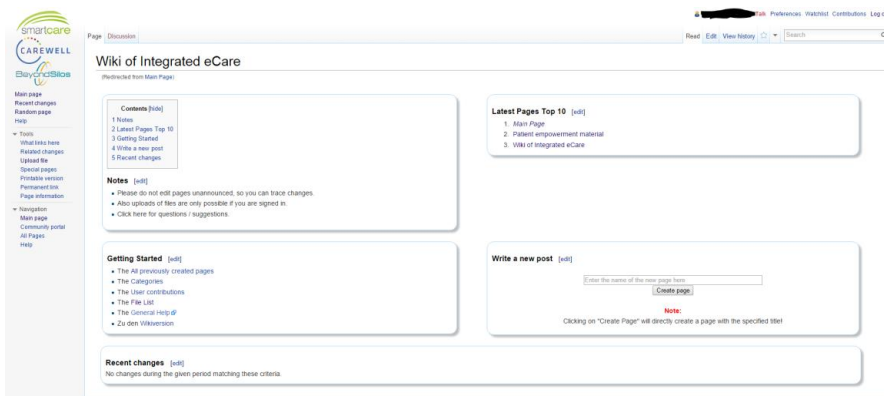 Talk Preferences Watchlist Contributions Log o
smartcare
CAREWELL
BeyondSilos
Page Discussion
Read Edit View history Search
Wiki of Integrated eCare
(Redirected from Main Page)
Main page
Recent changes
Random page
Help
Tools
What links here
Related changes
Upload file
Special pages
Printable version
Permanent link
Page information
Navigation
Main page
Community portal
All Pages
Help
Contents [hide]
1 Notes
2 Latest Pages Top 10
3 Getting Started
4 Write a new post
5 Recent changes
Notes [edit]
Please do not edit pages unannounced, so you can trace changes.
Also uploads of files are only possible if you are signed in.
Click here for questions / suggestions
Latest Pages Top 10 [edit]
1. Main Page
2. Patient empowerment material
3. Wiki of Integrated eCare
Getting Started [edit]
The All previously created pages
The Categories
The User contributions
The File List
The General Help
Zu den Wikiversion
Write a new post [edit]
Enter the name of the new page here
Create page
Note:
Clicking on "Create Page" will directly create a page with the specified title!
Recent changes [edit]
No changes during the given period matching these criteria.